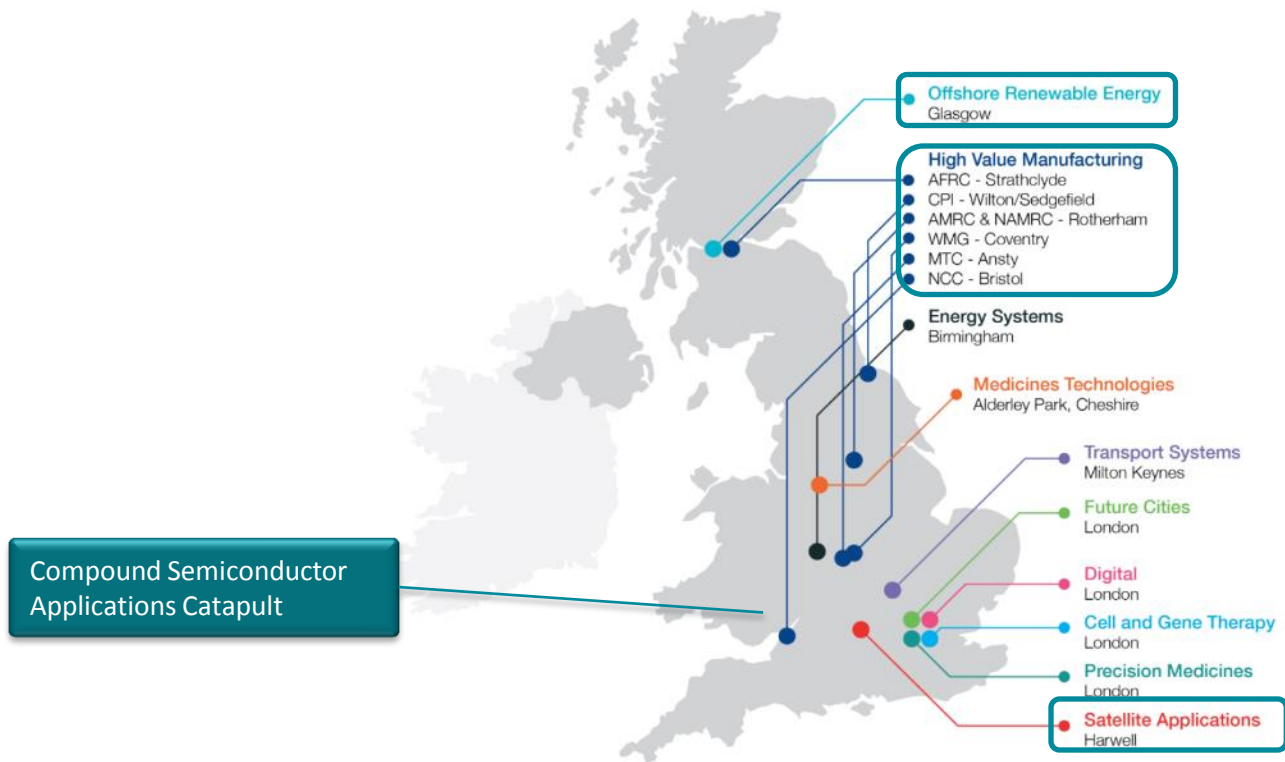 Offshore Renewable Energy
Glasgow
High Value Manufacturing
AFRC - Strathclyde
CPI - Wilton/Sedgefield
AMRC & NAMRC - Rotherham
WMG - Coventry
MTC - Ansty
NCC - Bristol
Energy Systems
Birmingham
Medicines Technologies
Alderley Park, Cheshire
Transport Systems
Milton Keynes
Future Cities
London
Compound Semiconductor
Applications Catapult
Digital
London
Cell and Gene Therapy
London
Precision Medicines
London
Satellite Applications
Harwell